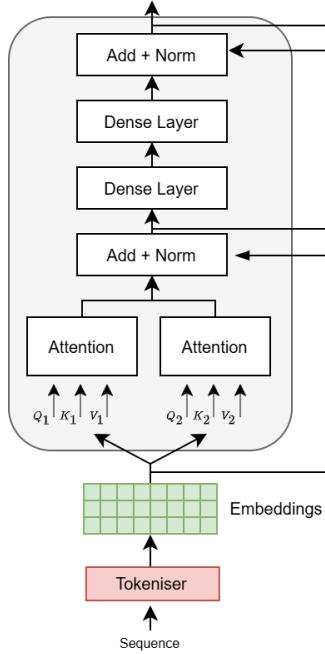 Add + Norm
Dense Layer
Dense Layer
Add + Norm
Attention Attention
Q1 K1 V1 Q2 K2 V2
Embeddings
Tokeniser
Sequence